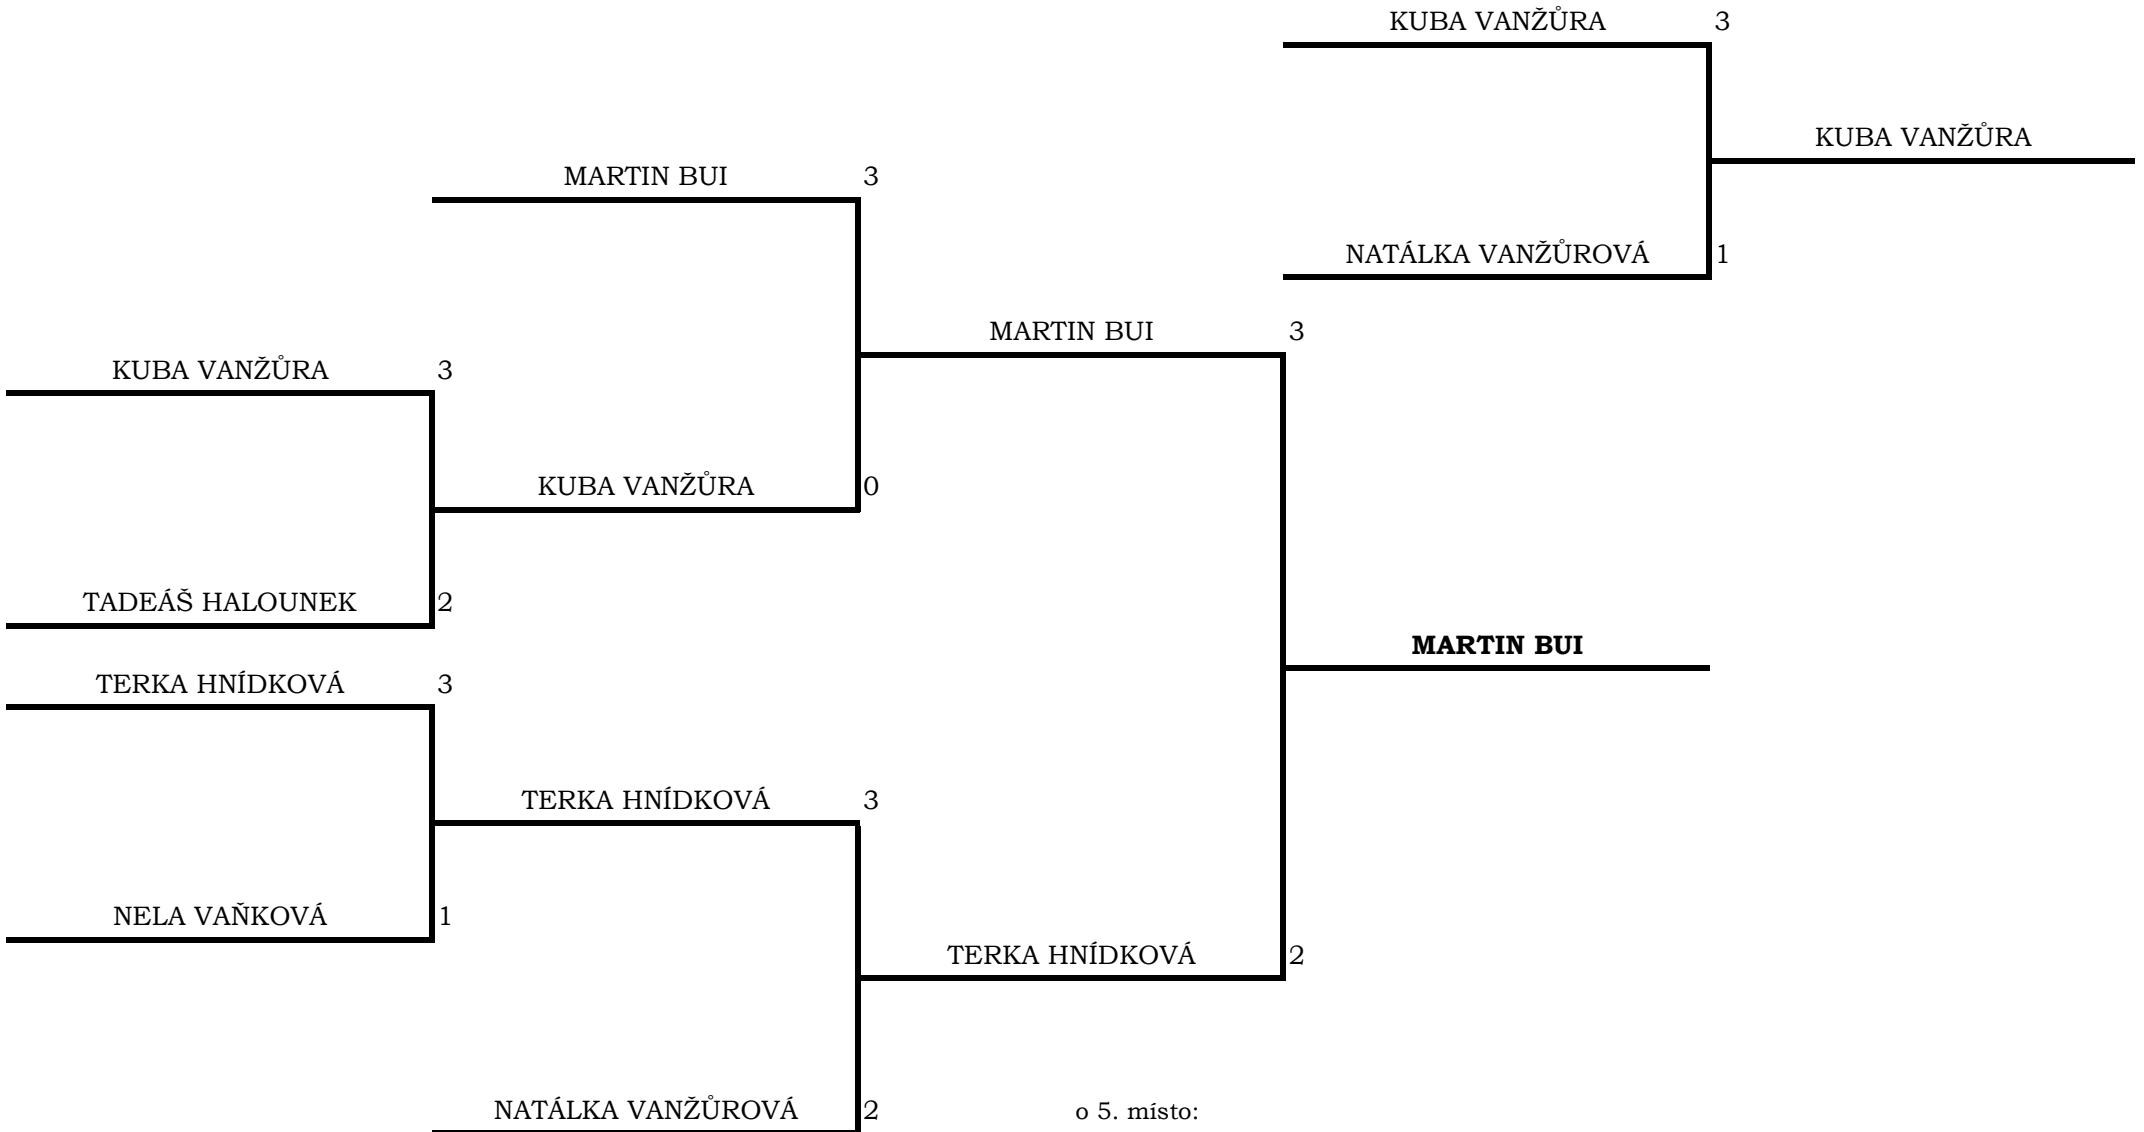 KUBA VANŽŮRA 3
KUBA VANŽŮRA
MARTIN BUI 3
NATÁLKA VANŽŮROVÁ 1
MARTIN BUI 3
KUBA VANŽŮRA 3
KUBA VANŽŮRA 0
TADEÁŠ HALOUNEK 2
MARTIN BUI
TERKA HNÍDKOVÁ 3
TERKA HNÍDKOVÁ 3
NELA VAŇKOVÁ 1
TERKA HNÍDKOVÁ 2
NATÁLKA VANŽŮROVÁ 2
o 5. místo: